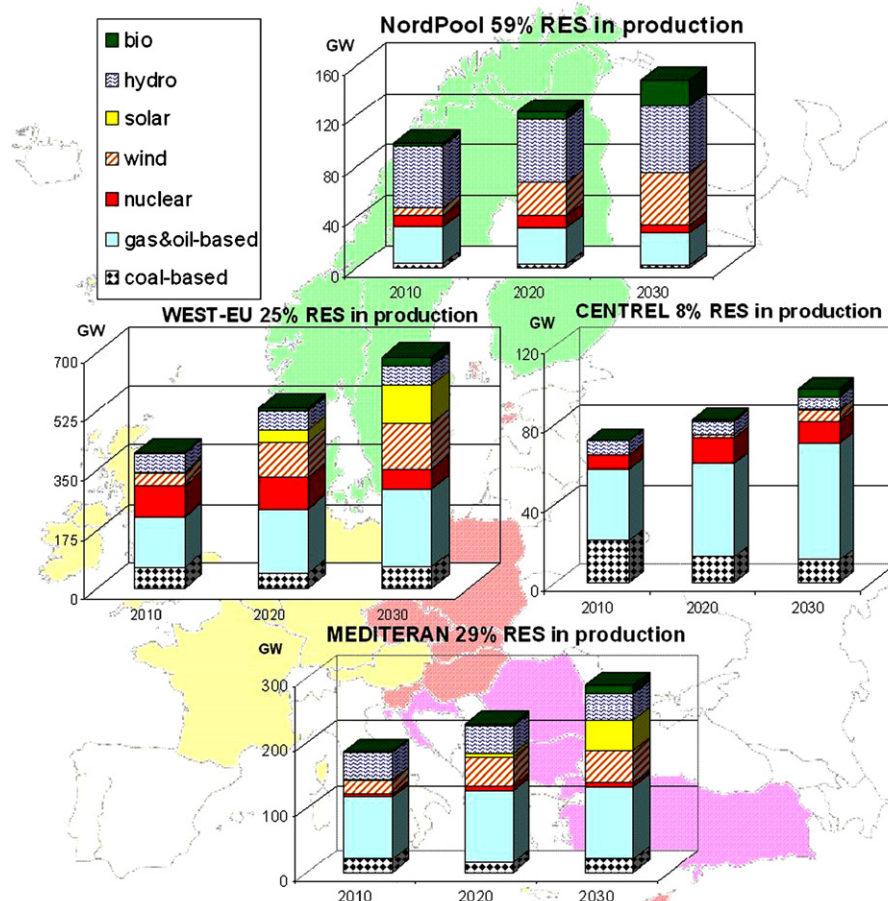 NordPool 59% RES in production
GW
160
120
80
40
0
2010
2020
2030
bio
hydro
solar
wind
nuclear
gas&oil-based
coal-based
WEST-EU 25% RES in production
GW
700
525
350
175
0
2010
2020
2030
CENTREL 8% RES in production
GW
120
80
40
0
2010
2020
2030
MEDITERAN 29% RES in production
GW
300
200
100
0
2010
2020
2030